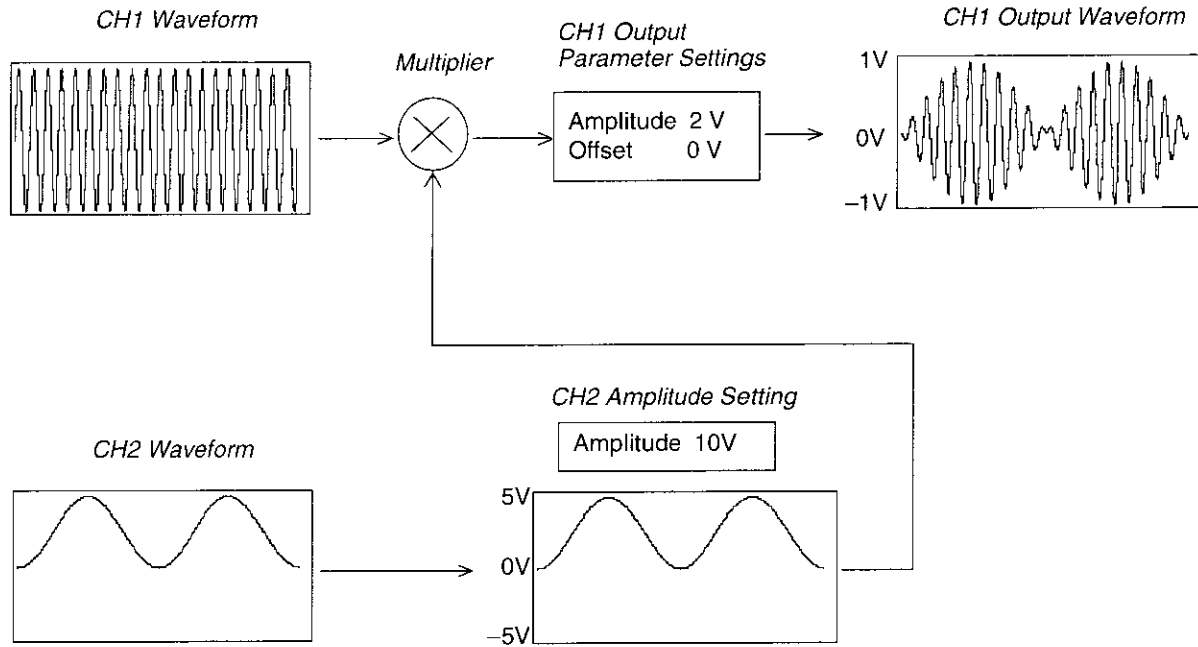 CH1 Waveform
CH1 Output
Parameter Settings
CH1 Output Waveform
Multiplier
Amplitude 2 V
Offset 0 V
1V
0V
−1V
CH2 Amplitude Setting
Amplitude 10V
CH2 Waveform
5V
0V
−5V